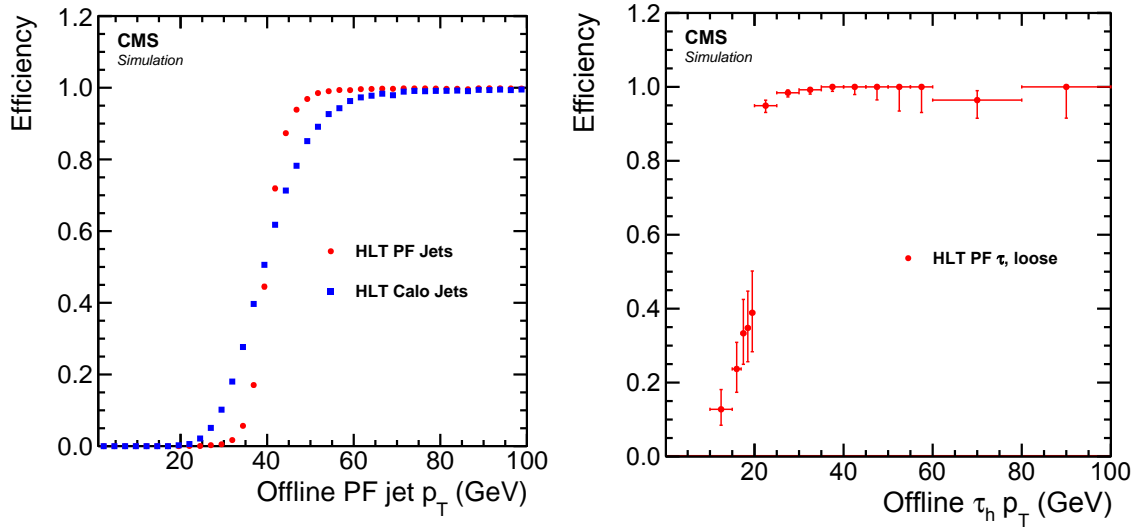 CMS
Simulation
Efficiency
1.2
1.0
0.8
0.6
0.4
0.2
0.0
HLT PF Jets
HLT Calo Jets
20 40 60 80 100
Offline PF jet p_T (GeV)
CMS
Simulation
Efficiency
1.2
1.0
0.8
0.6
0.4
0.2
0.0
HLT PF τ, loose
0 20 40 60 80 100
Offline τ_h p_T (GeV)